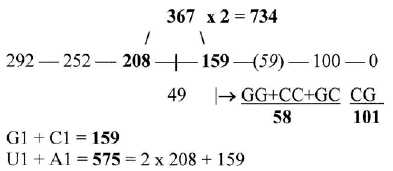 367 x 2 = 734
/ \
292 — 252 — 208 —|— 159 —(59) — 100 — 0
49 |→ GG+CC+GC CG
58 101
G1 + C1 = 159
U1 + A1 = 575 = 2 x 208 + 159